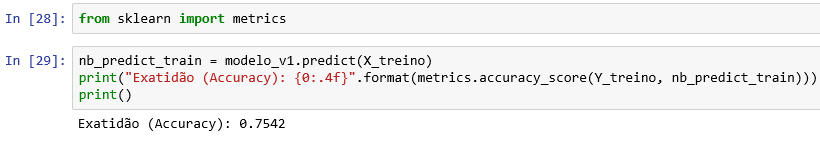 In [28]: from sklearn import metrics
In [29]: nb_predict_train = modelo_v1.predict(X_treino)
print("Exatidão (Accuracy): {0:.4f}".format(metrics.accuracy_score(Y_treino, nb_predict_train)))
print()
Exatidão (Accuracy): 0.7542